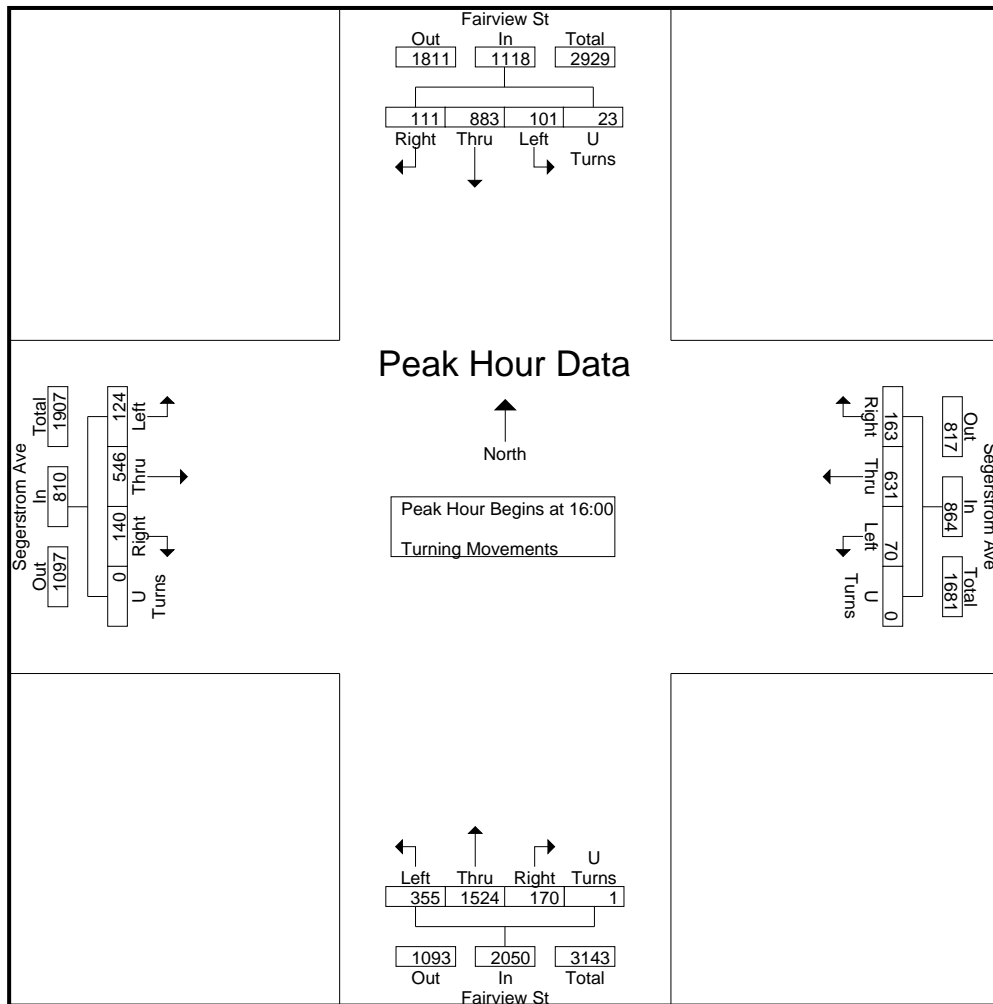 Fairview St
Out In Total
1811 1118 2929
111 883 101 23
Right Thru Left U
Turns
Peak Hour Data
North
Peak Hour Begins at 16:00
Turning Movements
Segerstrom Ave
Total In Out
1907 810 1097
124 546 140 0
Left Thru Right U
Turns
Segerstrom Ave
Out In Total
817 864 1681
163 631 70 0
Right Thru Left U
Turns
U
Left Thru Right Turns
355 1524 170 1
1093 2050 3143
Out In Total
Fairview St